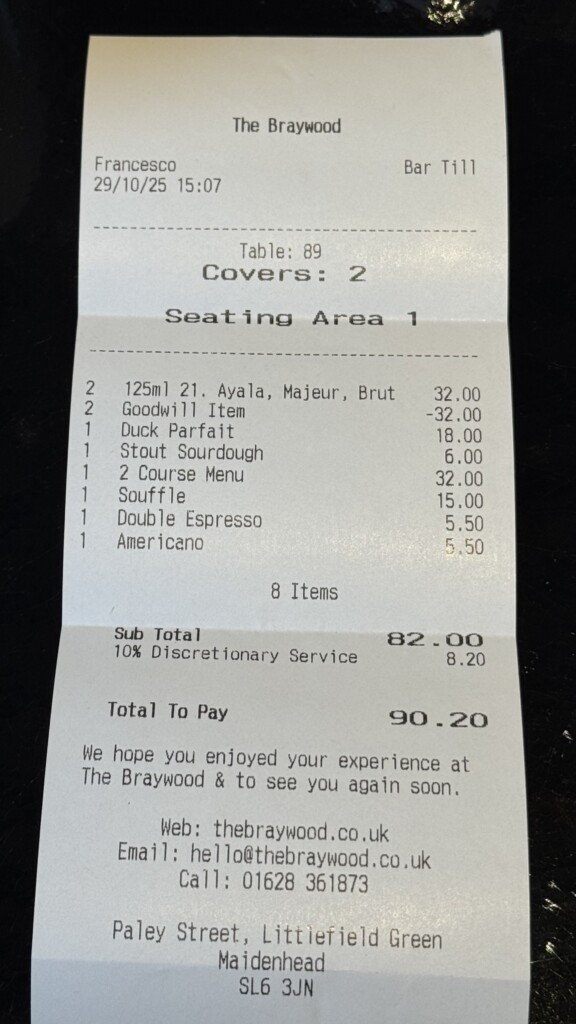 The Braywood
Francesco Bar Till
29/10/25 15:07
Table: 89
Covers: 2
Seating Area 1
2 125ml 21. Ayala, Majeur, Brut 32.00
2 Goodwill Item -32.00
1 Duck Parfait 18.00
1 Stout Sourdough 6.00
1 2 Course Menu 32.00
1 Souffle 15.00
1 Double Espresso 5.50
1 Americano 5.50
8 Items
Sub Total 82.00
10% Discretionary Service 8.20
Total To Pay 90.20
We hope you enjoyed your experience at
The Braywood & to see you again soon.
Web: thebraywood.co.uk
Email: hello@thebraywood.co.uk
Call: 01628 361873
Paley Street, Littlefield Green
Maidenhead
SL6 3JN